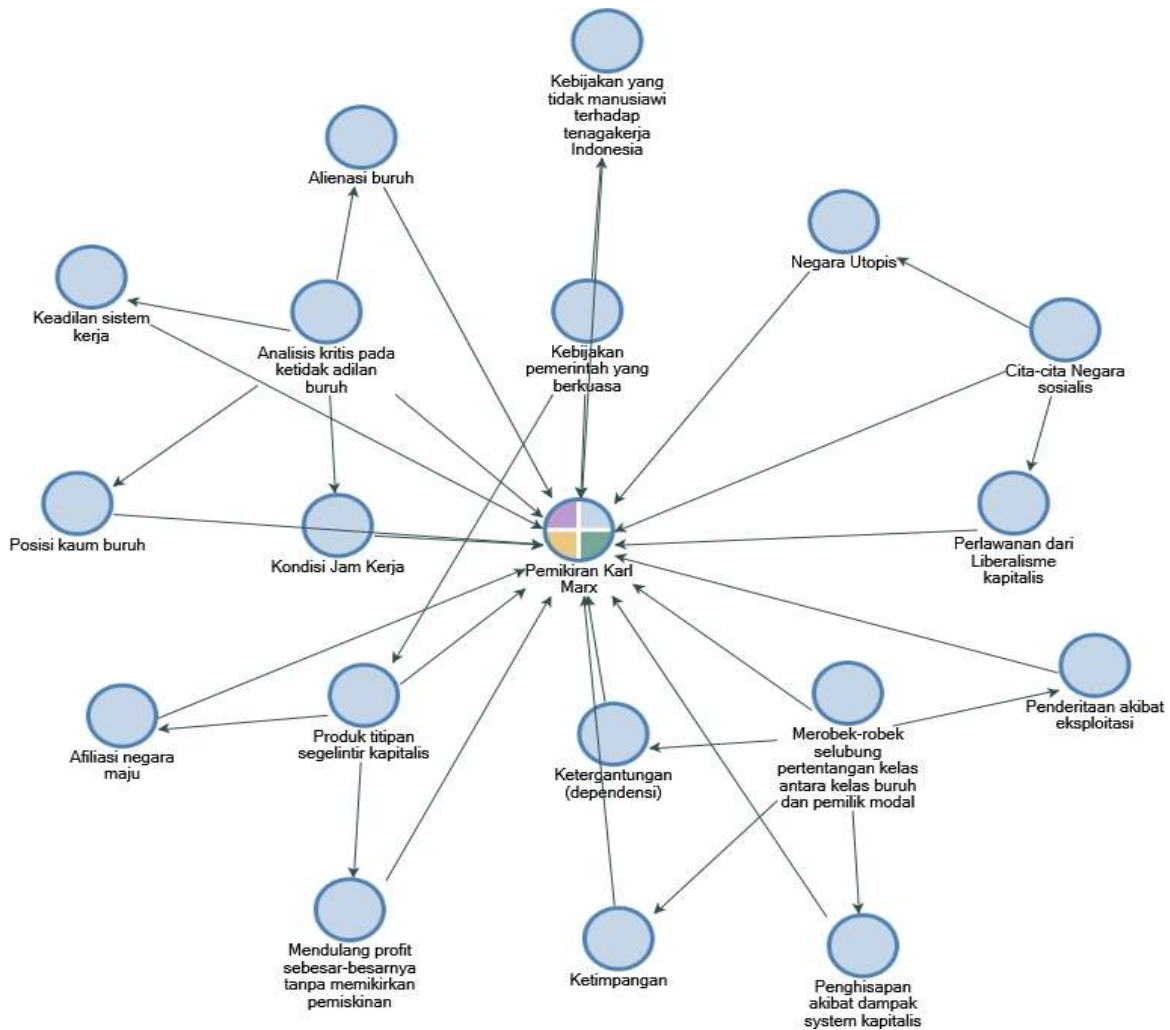 Kebijakan yang
tidak manusiawi
terhadap
tenagakerja
Indonesia
Alienasi buruh
Negara Utopis
Keadilan sistem
kerja
Analisis kritis pada
ketidak adilan
buruh
Kebijakan
pemerintah yang
berkuasa
Cita-cita Negara
sosialis
Posisi kaum buruh
Kondisi Jam Kerja
Pemikiran Karl
Marx
Perlawanan dari
Liberalisme
kapitalis
Afiliasi negara
maju
Produk titipan
segelintir kapitalis
Ketergantungan
(dependensi)
Merobek-robek
selubung
pertentangan kelas
antara kelas buruh
dan pemilik modal
Penderitaan akibat
eksploitasi
Mendulang profit
sebesar-besarnya
tanpa memikirkan
pemiskinan
Ketimpangan
Penghisapan
akibat dampak
system kapitalis